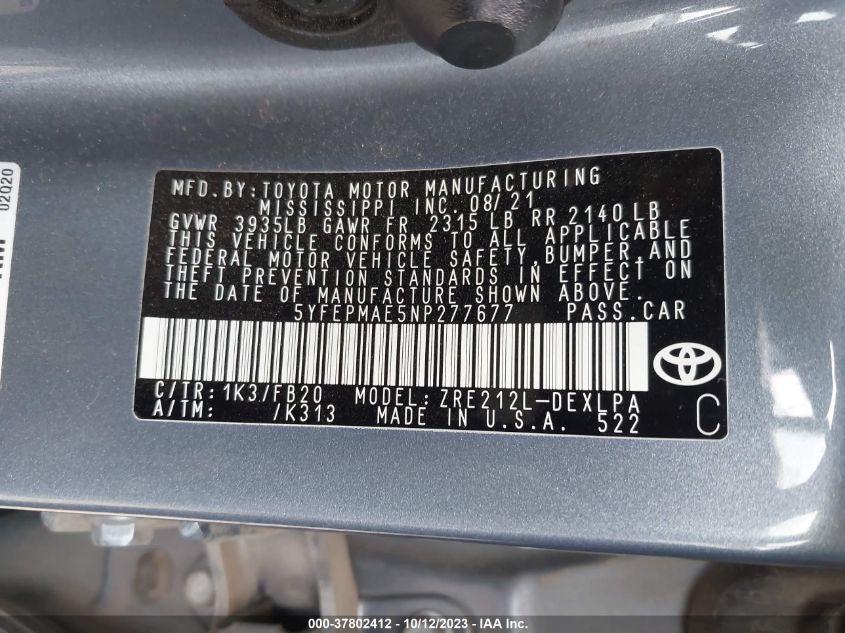 MFD. BY: TOYOTA MOTOR MANUFACTURING
MISSISSIPPI INC. 08/21
GVWR 3935LB GAWR FR 2315 LB RR 2140 LB
THIS VEHICLE CONFORMS TO ALL APPLICABLE
FEDERAL MOTOR VEHICLE SAFETY, BUMPER, AND
THEFT PREVENTION STANDARDS IN EFFECT ON
THE DATE OF MANUFACTURE SHOWN ABOVE.
5YFEPMAE5NP277677 PASS.CAR
C/TR: 1K3/FB20 MODEL: ZRE212L-DEXLPA
A/TM: /K313 MADE IN U.S.A. 522
C
02Q20
000-37802412 - 10/12/2023 - © IAA Inc.